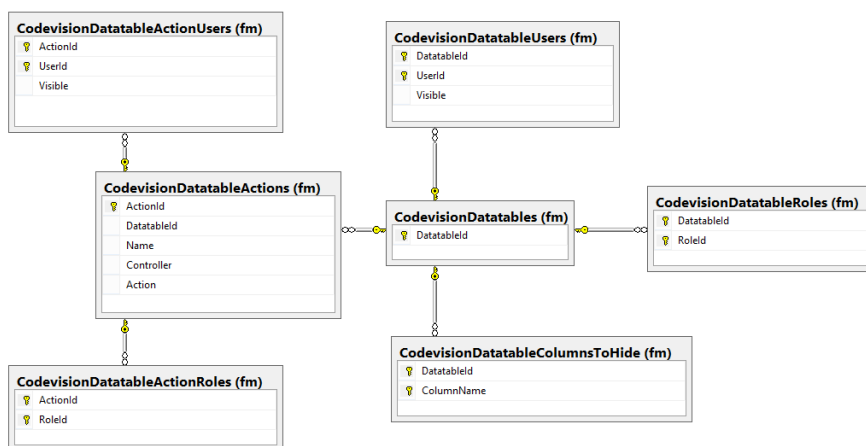 CodevisionDatatableActionUsers (fm)
ActionId
UserId
Visible
CodevisionDatatableUsers (fm)
DatatableId
UserId
Visible
CodevisionDatatableActions (fm)
ActionId
DatatableId
Name
Controller
Action
CodevisionDatatables (fm)
DatatableId
CodevisionDatatableRoles (fm)
DatatableId
RoleId
CodevisionDatatableColumnsToHide (fm)
DatatableId
ColumnName
CodevisionDatatableActionRoles (fm)
ActionId
RoleId